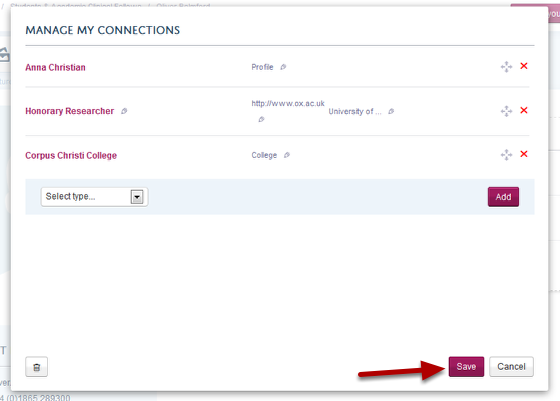 MANAGE MY CONNECTIONS
Anna Christian Profile
http://www.ox.ac.uk
Honorary Researcher University of ...
Corpus Christi College College
Select type... Add
Save Cancel
(0)1865 289300